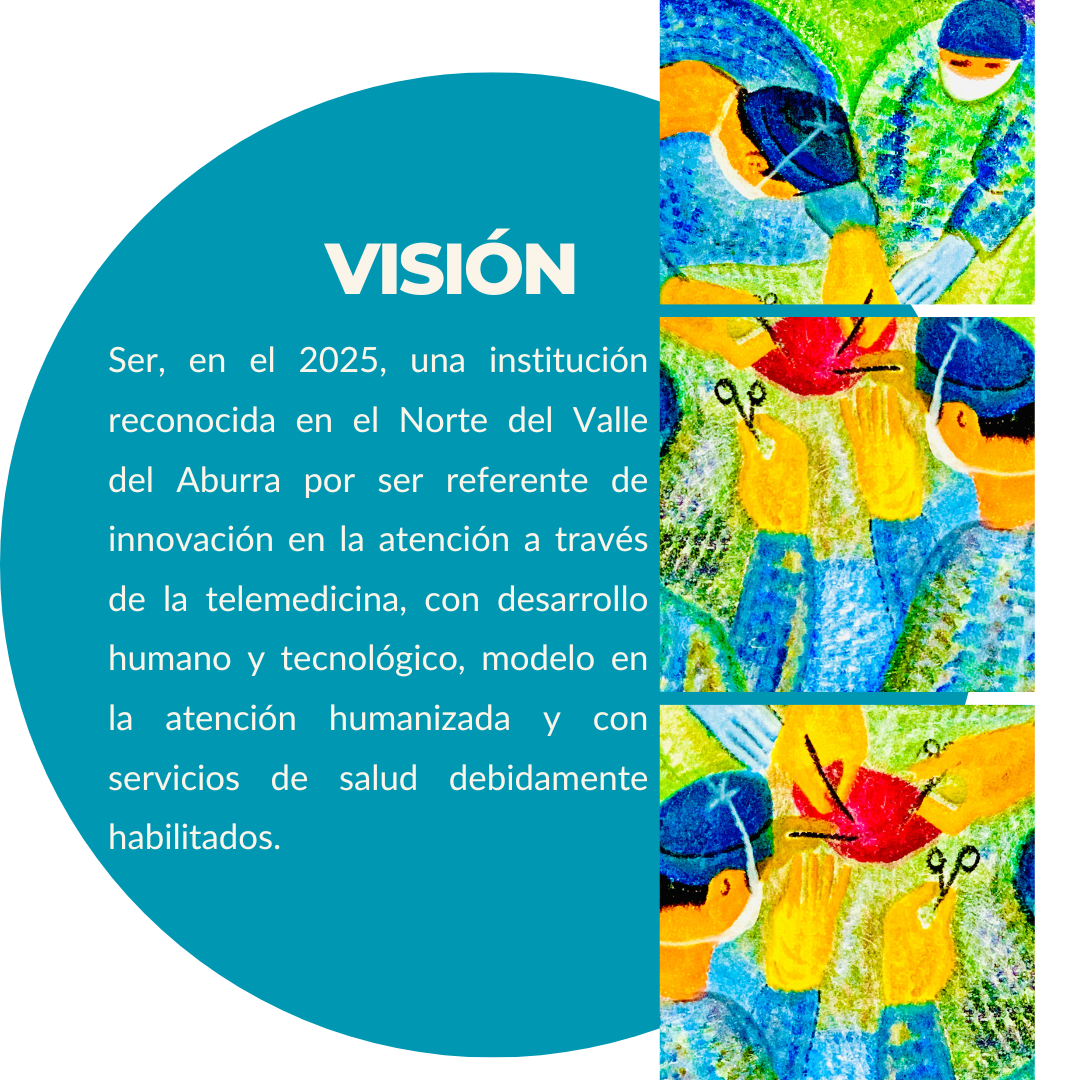 VISIÓN
Ser, en el 2025, una institución
reconocida en el Norte del Valle
del Aburra por ser referente de
innovación en la atención a través
de la telemedicina, con desarrollo
humano y tecnológico, modelo en
la atención humanizada y con
servicios de salud debidamente
habilitados.